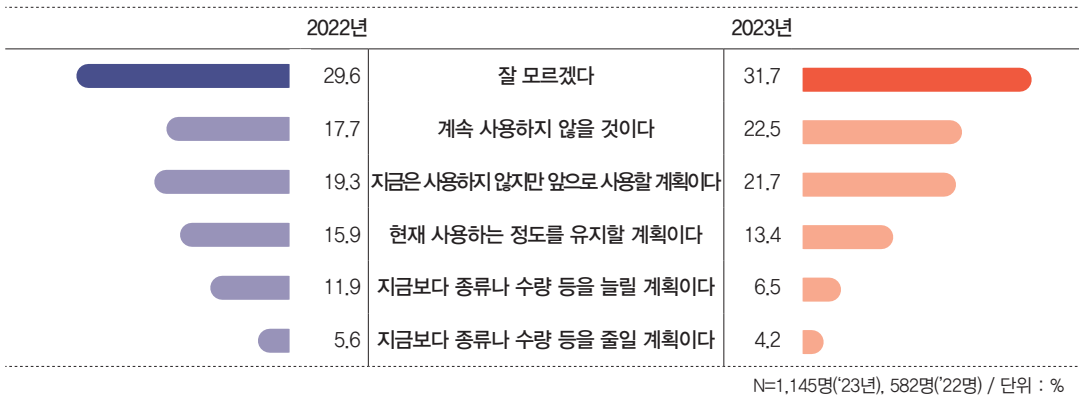 2022년 2023년
29.6 잘 모르겠다 31.7
17.7 계속 사용하지 않을 것이다 22.5
19.3 지금은 사용하지 않지만 앞으로 사용할 계획이다 21.7
15.9 현재 사용하는 정도를 유지할 계획이다 13.4
11.9 지금보다 종류나 수량 등을 늘릴 계획이다 6.5
5.6 지금보다 종류나 수량 등을 줄일 계획이다 4.2
N=1,145명(‘23년), 582명(’22명) / 단위 : %